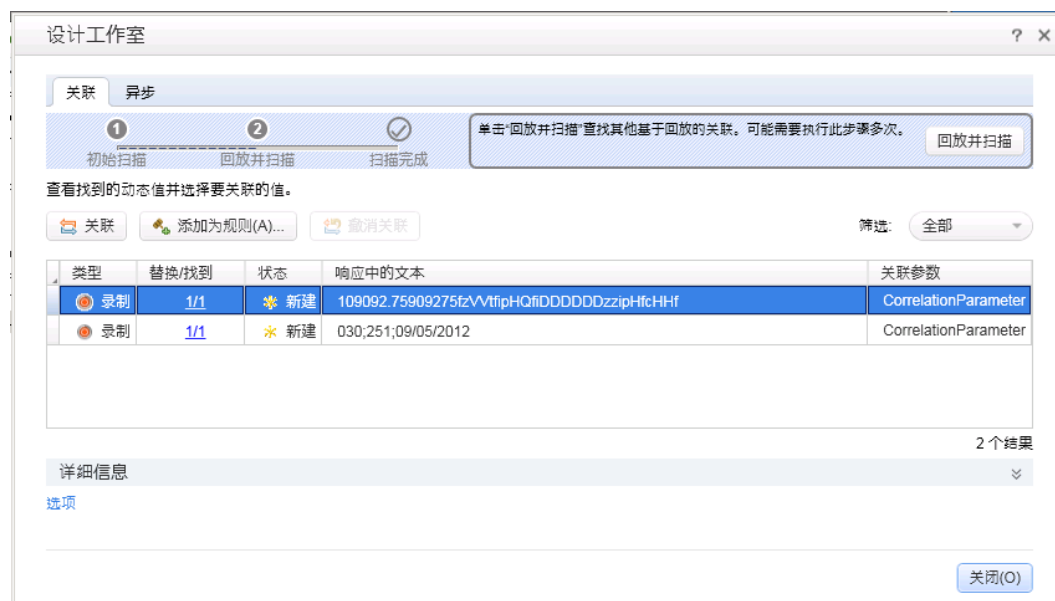 设计工作室
关联 异步
1 2
初始扫描 回放并扫描 扫描完成
单击“回放并扫描”查找其他基于回放的关联。可能需要执行此步骤多次。
回放并扫描
查看找到的动态值并选择要关联的值。
关联 添加为规则(A)... 撤消关联 筛选: 全部
类型 替换/找到 状态 响应中的文本 关联参数
录制 1/1 新建 109092.75909275fzVVtfipHQfiDDDDDDzzipHfcHHf CorrelationParameter
录制 1/1 新建 030;251;09/05/2012 CorrelationParameter
2 个结果
详细信息
选项
关闭(O)